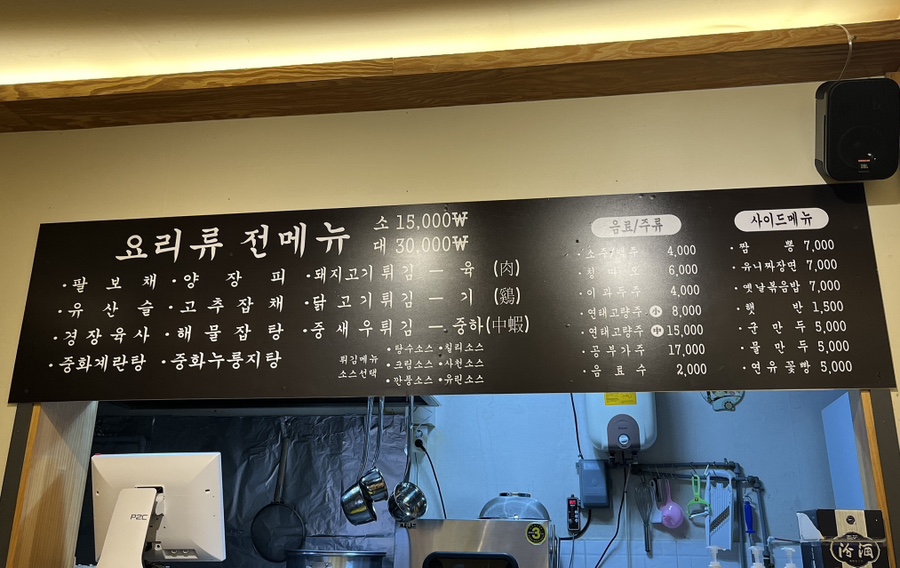 요리류 전메뉴
소 15,000₩
대 30,000₩
·팔보채 ·양장피 ·돼지고기튀김 — 육 (肉)
·유산슬 ·고추잡채 ·닭고기튀김 — 기 (鷄)
·경장육사 ·해물잡탕 ·중새우튀김 — 중하(中蝦)
·중화계란탕 ·중화누룽지탕
튀김메뉴
소스선택
·탕수소스 ·칠리소스
·크림소스 ·사천소스
·깐풍소스 ·유린소스
음료/주류
·소주/맥주 4,000
·칭따오 6,000
·이과두주 4,000
·연태고량주 小 8,000
·연태고량주 中 15,000
·공부가주 17,000
·음료수 2,000
사이드메뉴
·짬뽕 7,000
·유니짜장면 7,000
·옛날볶음밥 7,000
·햇반 1,500
·군만두 5,000
·물만두 5,000
·연유꽃빵 5,000
JBL
P2C
3
汾酒